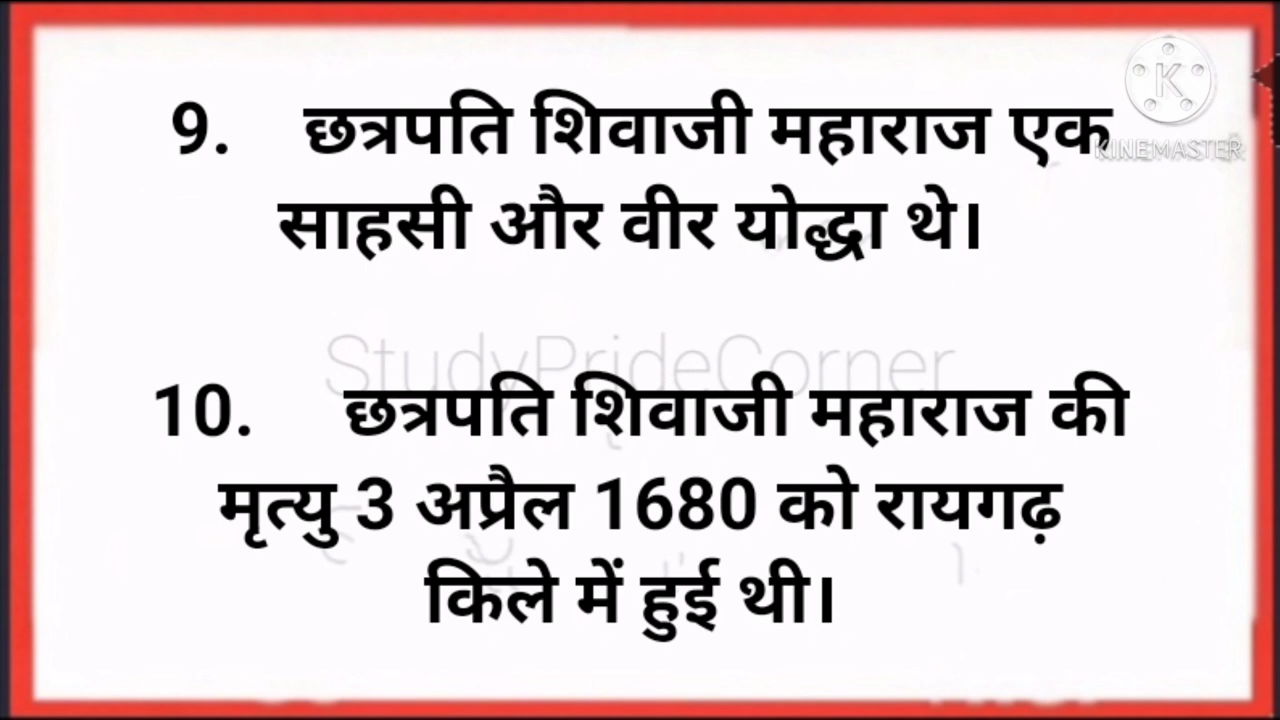 9. छत्रपति शिवाजी महाराज एक
KINEMASTER
साहसी और वीर योद्धा थे।
StudyPrideCorner
10. छत्रपति शिवाजी महाराज की
मृत्यु 3 अप्रैल 1680 को रायगढ़
किले में हुई थी।